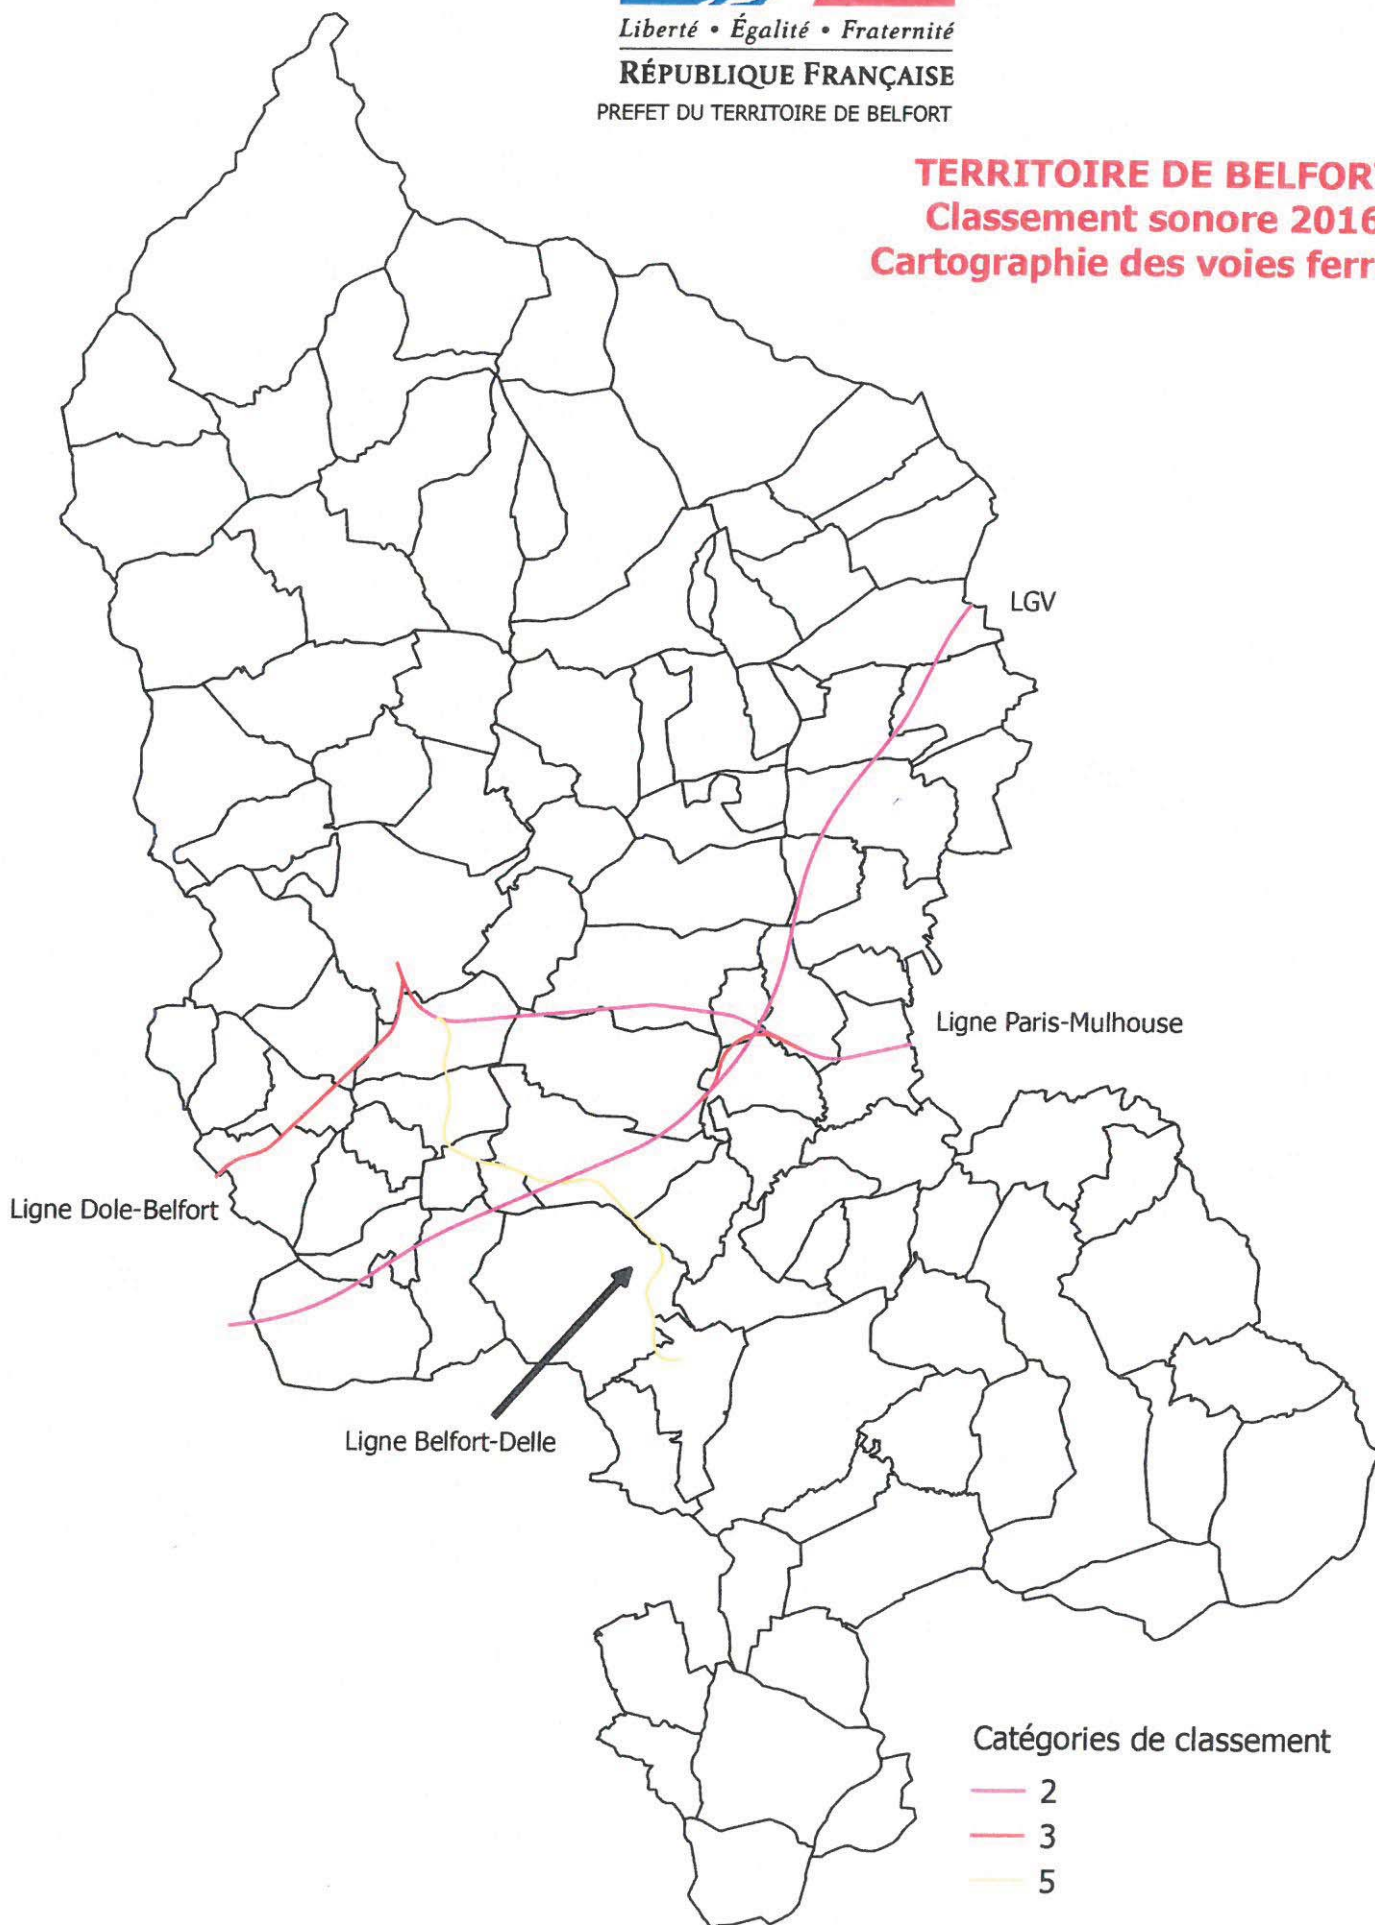 Liberté • Égalité • Fraternité
RÉPUBLIQUE FRANÇAISE
PREFET DU TERRITOIRE DE BELFORT
TERRITOIRE DE BELFOR
Classement sonore 2016
Cartographie des voies ferr
LGV
Ligne Paris-Mulhouse
Ligne Dole-Belfort
Ligne Belfort-Delle
Catégories de classement
2
3
5